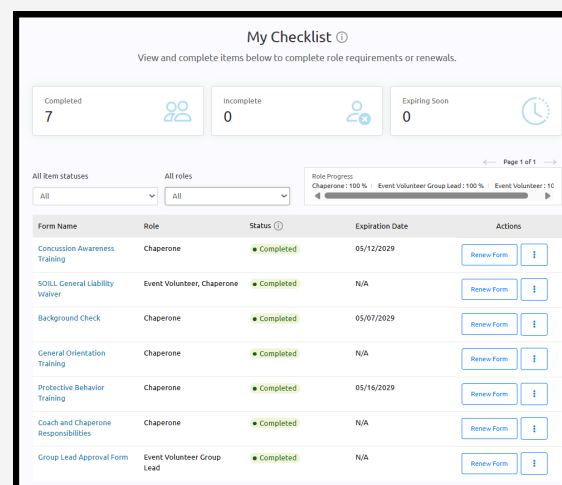 My Checklist
View and complete items below to complete role requirements or renewals.
Completed
7
Incomplete
0
Expiring Soon
0
Page 1 of 1
All item statuses
All
All roles
All
Role Progress
Chaperone : 100 % Event Volunteer Group Lead : 100 % Event Volunteer : 10
Form Name Role Status Expiration Date Actions
Concussion Awareness
Training
Chaperone Completed 05/12/2029 Renew Form
SOILL General Liability
Waiver
Event Volunteer, Chaperone Completed N/A Renew Form
Background Check Chaperone Completed 05/07/2029 Renew Form
General Orientation
Training
Chaperone Completed N/A Renew Form
Protective Behavior
Training
Chaperone Completed 05/16/2029 Renew Form
Coach and Chaperone
Responsibilities
Chaperone Completed N/A Renew Form
Group Lead Approval Form
Event Volunteer Group
Lead
Completed N/A Renew Form